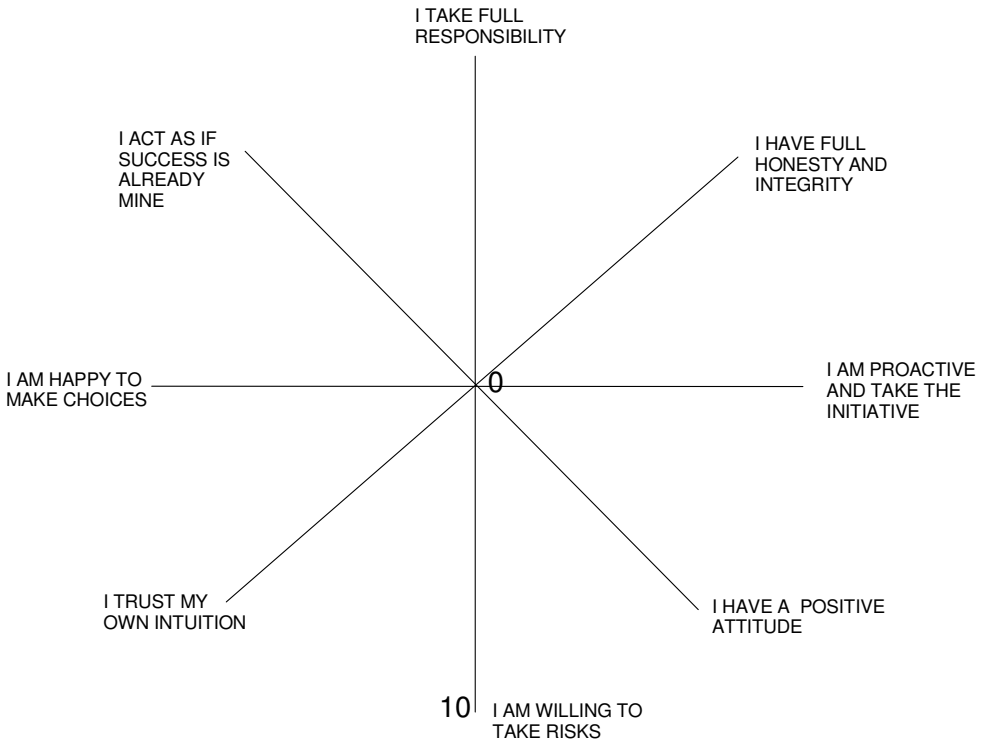 I TAKE FULL
RESPONSIBILITY
I ACT AS IF
SUCCESS IS
ALREADY
MINE
I HAVE FULL
HONESTY AND
INTEGRITY
I AM HAPPY TO
MAKE CHOICES
0
I AM PROACTIVE
AND TAKE THE
INITIATIVE
I TRUST MY
OWN INTUITION
I HAVE A  POSITIVE
ATTITUDE
10
I AM WILLING TO
TAKE RISKS